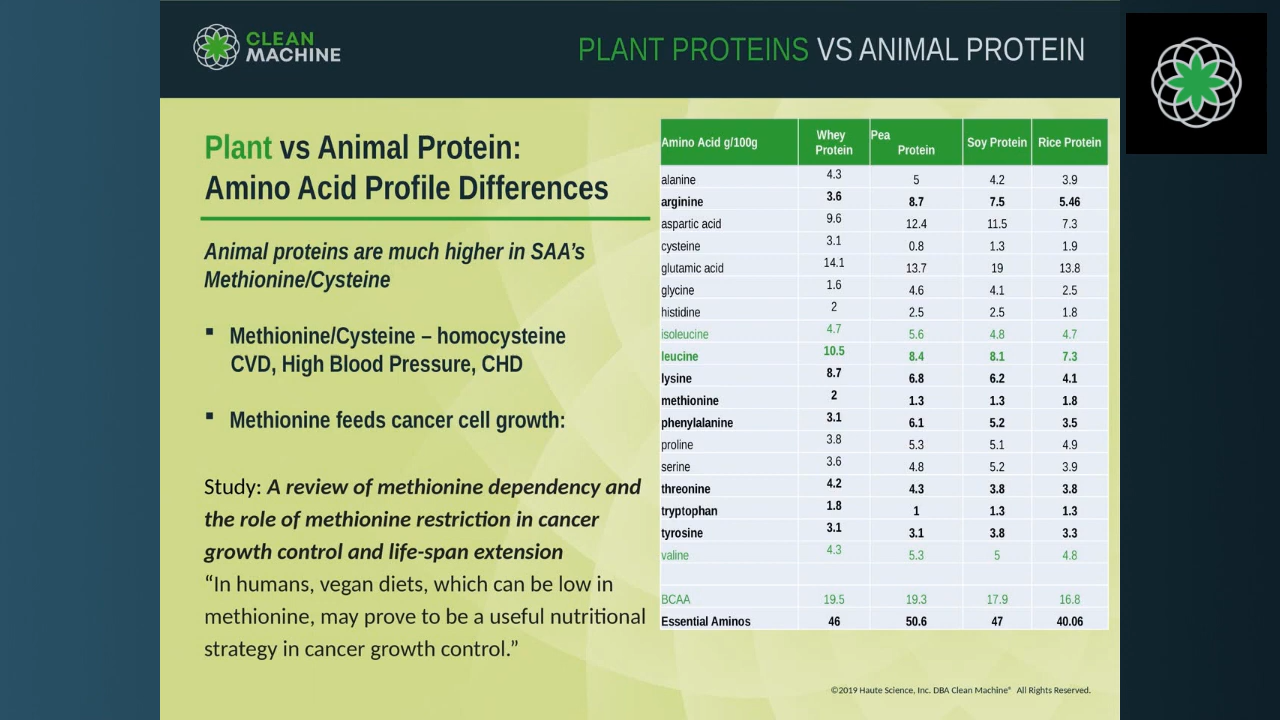 CLEAN
MACHINE
PLANT PROTEINS VS ANIMAL PROTEIN
Plant vs Animal Protein:
Amino Acid Profile Differences
Animal proteins are much higher in SAA's
Methionine/Cysteine
▪ Methionine/Cysteine – homocysteine
CVD, High Blood Pressure, CHD
▪ Methionine feeds cancer cell growth:
Study: A review of methionine dependency and
the role of methionine restriction in cancer
growth control and life-span extension
“In humans, vegan diets, which can be low in
methionine, may prove to be a useful nutritional
strategy in cancer growth control.”
Amino Acid g/100g Whey Protein Pea Protein Soy Protein Rice Protein
alanine 4.3 5 4.2 3.9
arginine 3.6 8.7 7.5 5.46
aspartic acid 9.6 12.4 11.5 7.3
cysteine 3.1 0.8 1.3 1.9
glutamic acid 14.1 13.7 19 13.8
glycine 1.6 4.6 4.1 2.5
histidine 2 2.5 2.5 1.8
isoleucine 4.7 5.6 4.8 4.7
leucine 10.5 8.4 8.1 7.3
lysine 8.7 6.8 6.2 4.1
methionine 2 1.3 1.3 1.8
phenylalanine 3.1 6.1 5.2 3.5
proline 3.8 5.3 5.1 4.9
serine 3.6 4.8 5.2 3.9
threonine 4.2 4.3 3.8 3.8
tryptophan 1.8 1 1.3 1.3
tyrosine 3.1 3.1 3.8 3.3
valine 4.3 5.3 5 4.8
BCAA 19.5 19.3 17.9 16.8
Essential Aminos 46 50.6 47 40.06
©2019 Haute Science, Inc. DBA Clean Machine® All Rights Reserved.